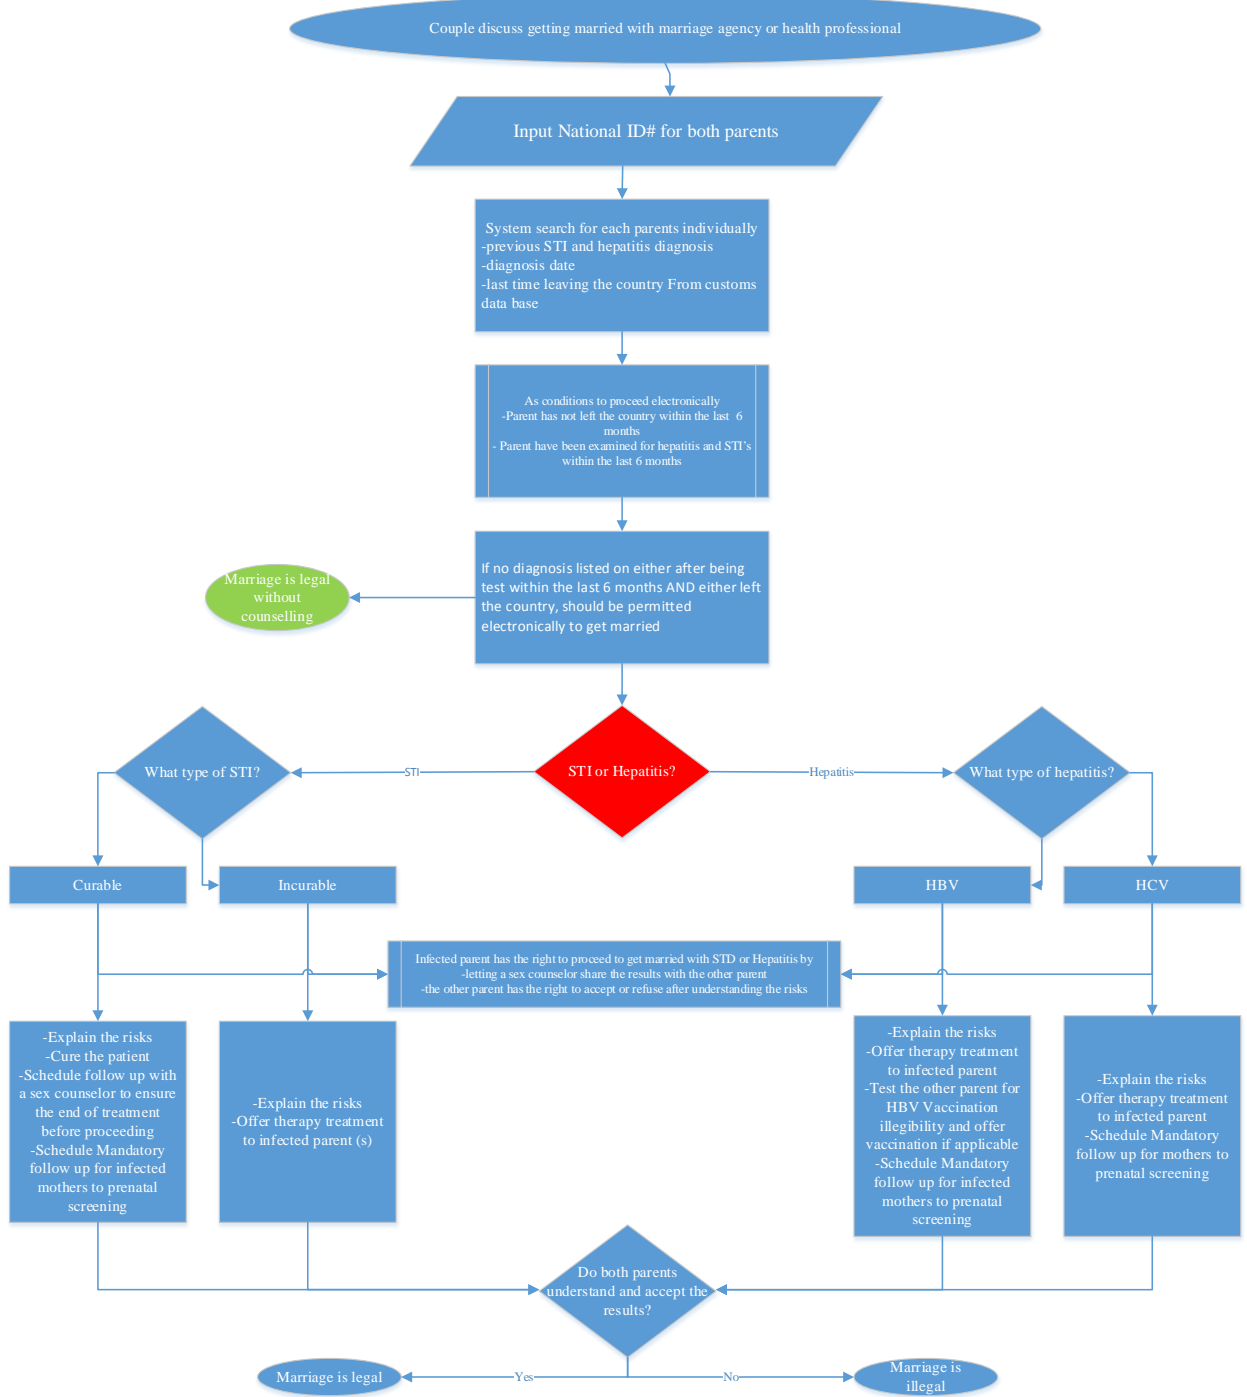 Couple discuss getting married with marriage agency or health professional
Input National ID# for both parents
System search for each parents individually
-previous STI and hepatitis diagnosis
-diagnosis date
-last time leaving the country From customs
data base
As conditions to proceed electronically
-Parent has not left the country within the last 6
months
- Parent have been examined for hepatitis and STI's
within the last 6 months
If no diagnosis listed on either after being
test within the last 6 months AND either left
the country, should be permitted
electronically to get married
Marriage is legal
without
counselling
STI or Hepatitis?
STI
Hepatitis
What type of STI?
What type of hepatitis?
Curable
Incurable
HBV
HCV
Infected parent has the right to proceed to get married with STD or Hepatitis by
-letting a sex counselor share the results with the other parent
-the other parent has the right to accept or refuse after understanding the risks
-Explain the risks
-Cure the patient
-Schedule follow up with
a sex counselor to ensure
the end of treatment
before proceeding
-Schedule Mandatory
follow up for infected
mothers to prenatal
screening
-Explain the risks
-Offer therapy treatment
to infected parent (s)
-Explain the risks
-Offer therapy treatment
to infected parent
-Test the other parent for
HBV Vaccination
illegibility and offer
vaccination if applicable
-Schedule Mandatory
follow up for infected
mothers to prenatal
screening
-Explain the risks
-Offer therapy treatment
to infected parent
-Schedule Mandatory
follow up for mothers to
prenatal screening
Do both parents
understand and accept the
results?
Yes
No
Marriage is legal
Marriage is
illegal